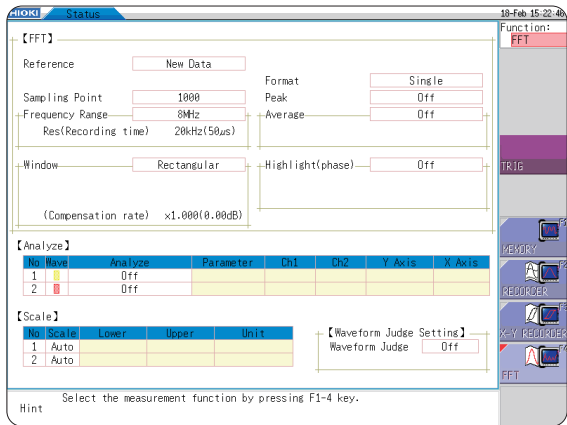 HIOKI Status 18-Feb 15:22:46
Function:
FFT
【FFT】
Reference New Data
Format Single
Sampling Point 1000 Peak Off
Frequency Range 8MHz Average Off
Res(Recording time) 20kHz(50μs)
Window Rectangular Highlight(phase) Off
TRIG
(Compensation rate) x1.000(0.00dB)
F1
MEMORY
【Analyze】
No Wave Analyze Parameter Ch1 Ch2 Y Axis X Axis
1 Off
2 Off
F2
RECORDER
【Scale】
No Scale Lower Upper Unit
1 Auto
2 Auto
【Waveform Judge Setting】
Waveform Judge Off
F3
X-Y RECORDER
F4
FFT
Select the measurement function by pressing F1-4 key.
Hint